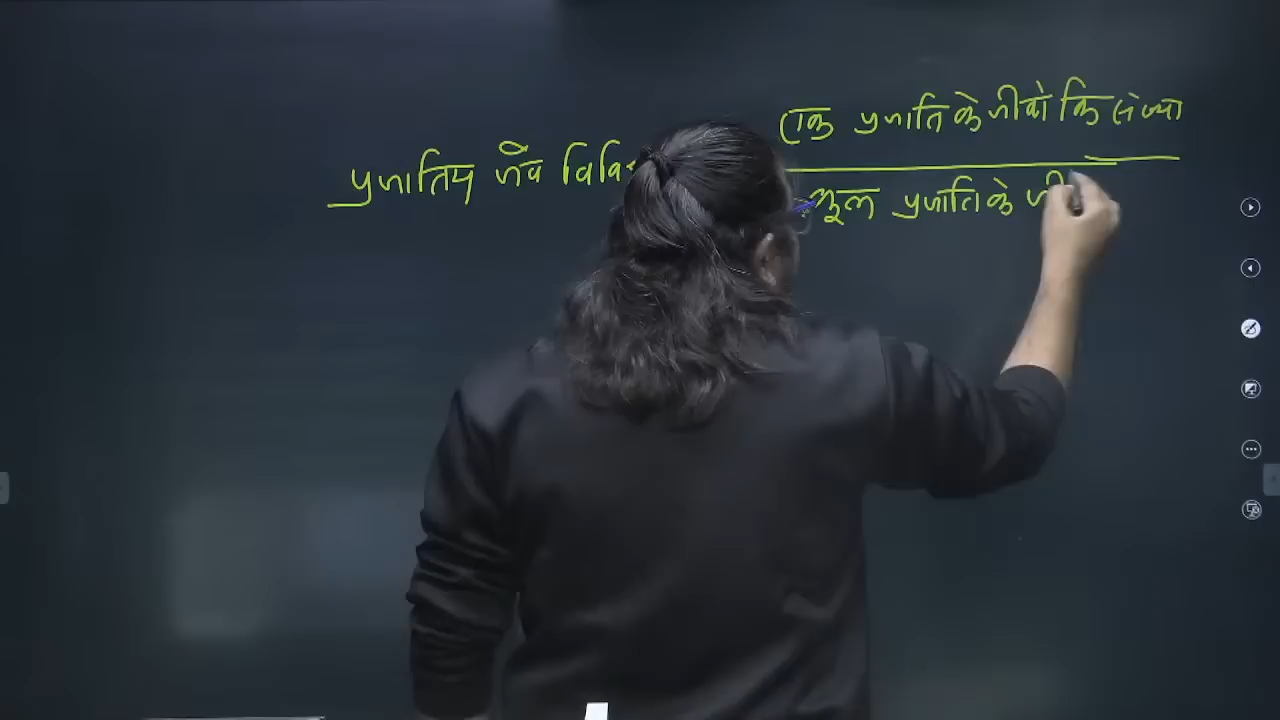 एक प्रजाति के जीवो कि संख्या
प्रजातिय जैव
कूल प्रजाति के